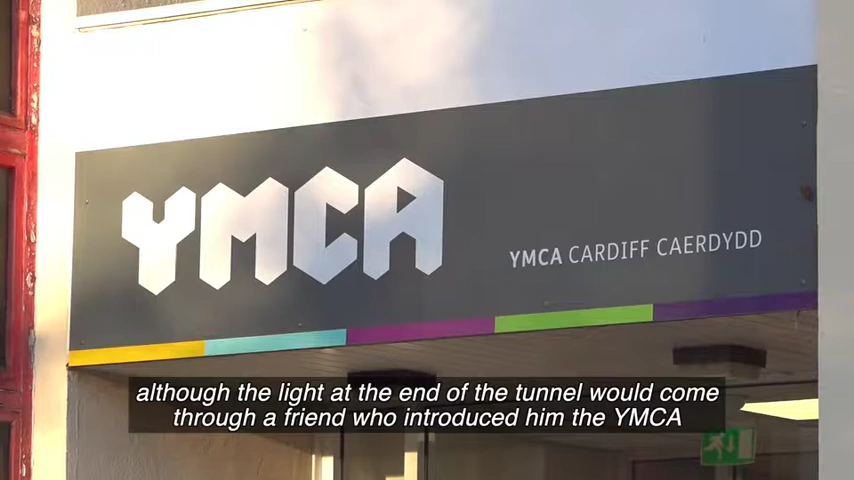 YMCA
YMCA CARDIFF CAERDYDD
although the light at the end of the tunnel would come
through a friend who introduced him the YMCA